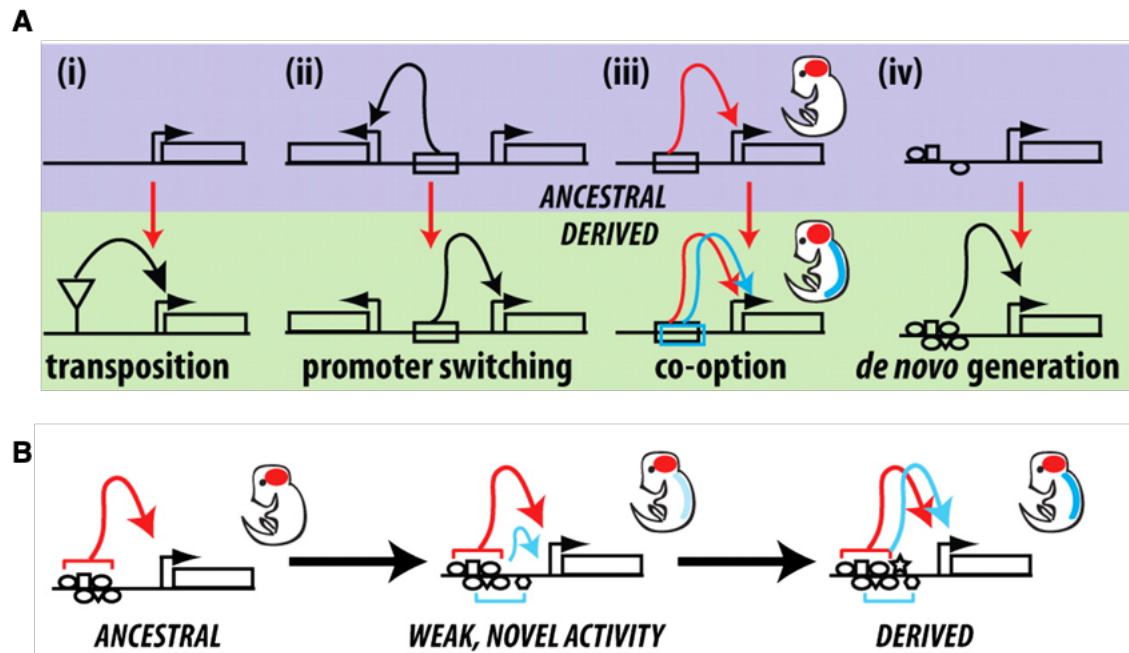 A
(i)
(ii)
(iii)
(iv)
ANCESTRAL
DERIVED
transposition
promoter switching
co-option
de novo generation
B
ANCESTRAL
WEAK, NOVEL ACTIVITY
DERIVED